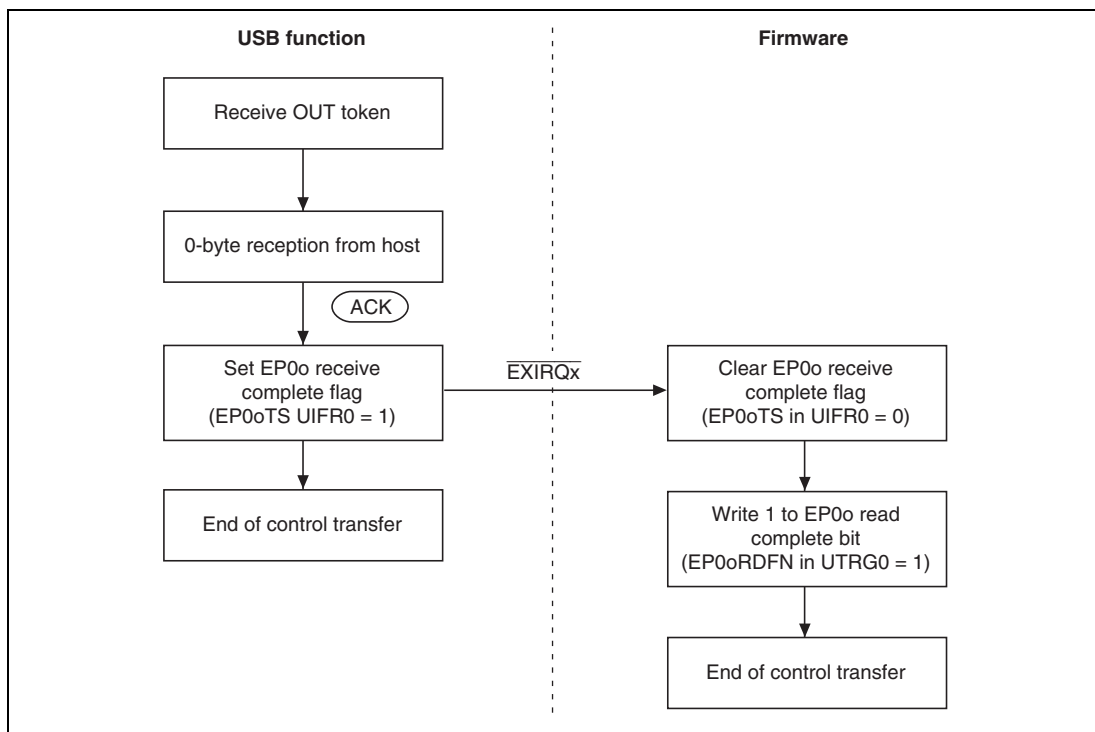 USB function
Firmware
Receive OUT token
0-byte reception from host
ACK
Set EP0o receive
complete flag
(EP0oTS UIFR0 = 1)
EXIRQx
Clear EP0o receive
complete flag
(EP0oTS in UIFR0 = 0)
End of control transfer
Write 1 to EP0o read
complete bit
(EP0oRDFN in UTRG0 = 1)
End of control transfer